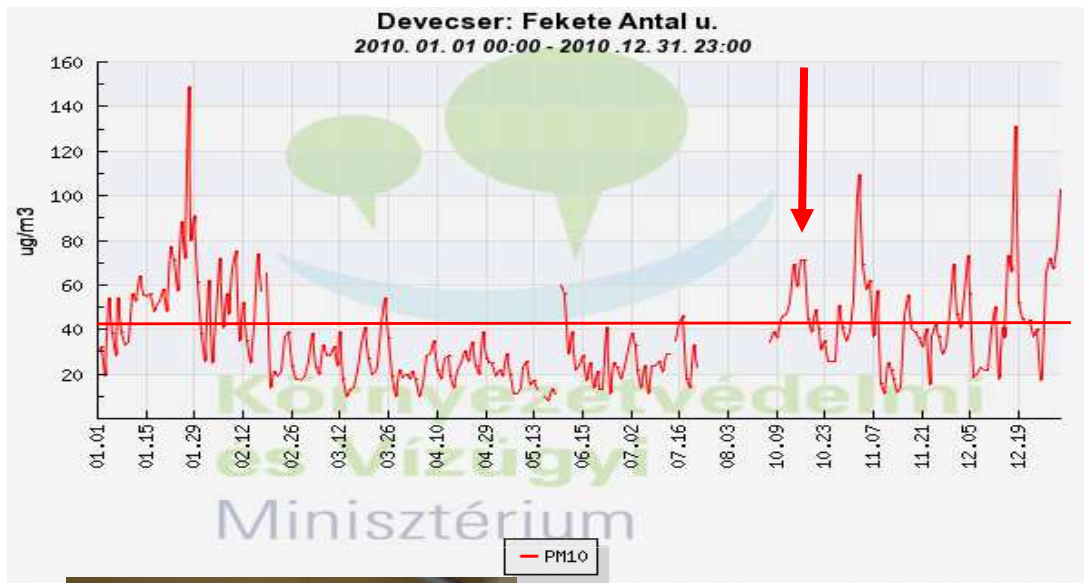 Devecser: Fekete Antal u.
2010. 01. 01 00:00 - 2010 .12. 31. 23:00
160
140
120
100
80
60
40
20
ug/m3
01.01 01.15 01.29 02.12 02.26 03.12 03.26 04.10 04.29 05.13 06.15 07.02 07.16 08.03 10.09 10.23 11.07 11.21 12.05 12.19
Környezetvédelmi
és Vízügyi
Minisztérium
PM10